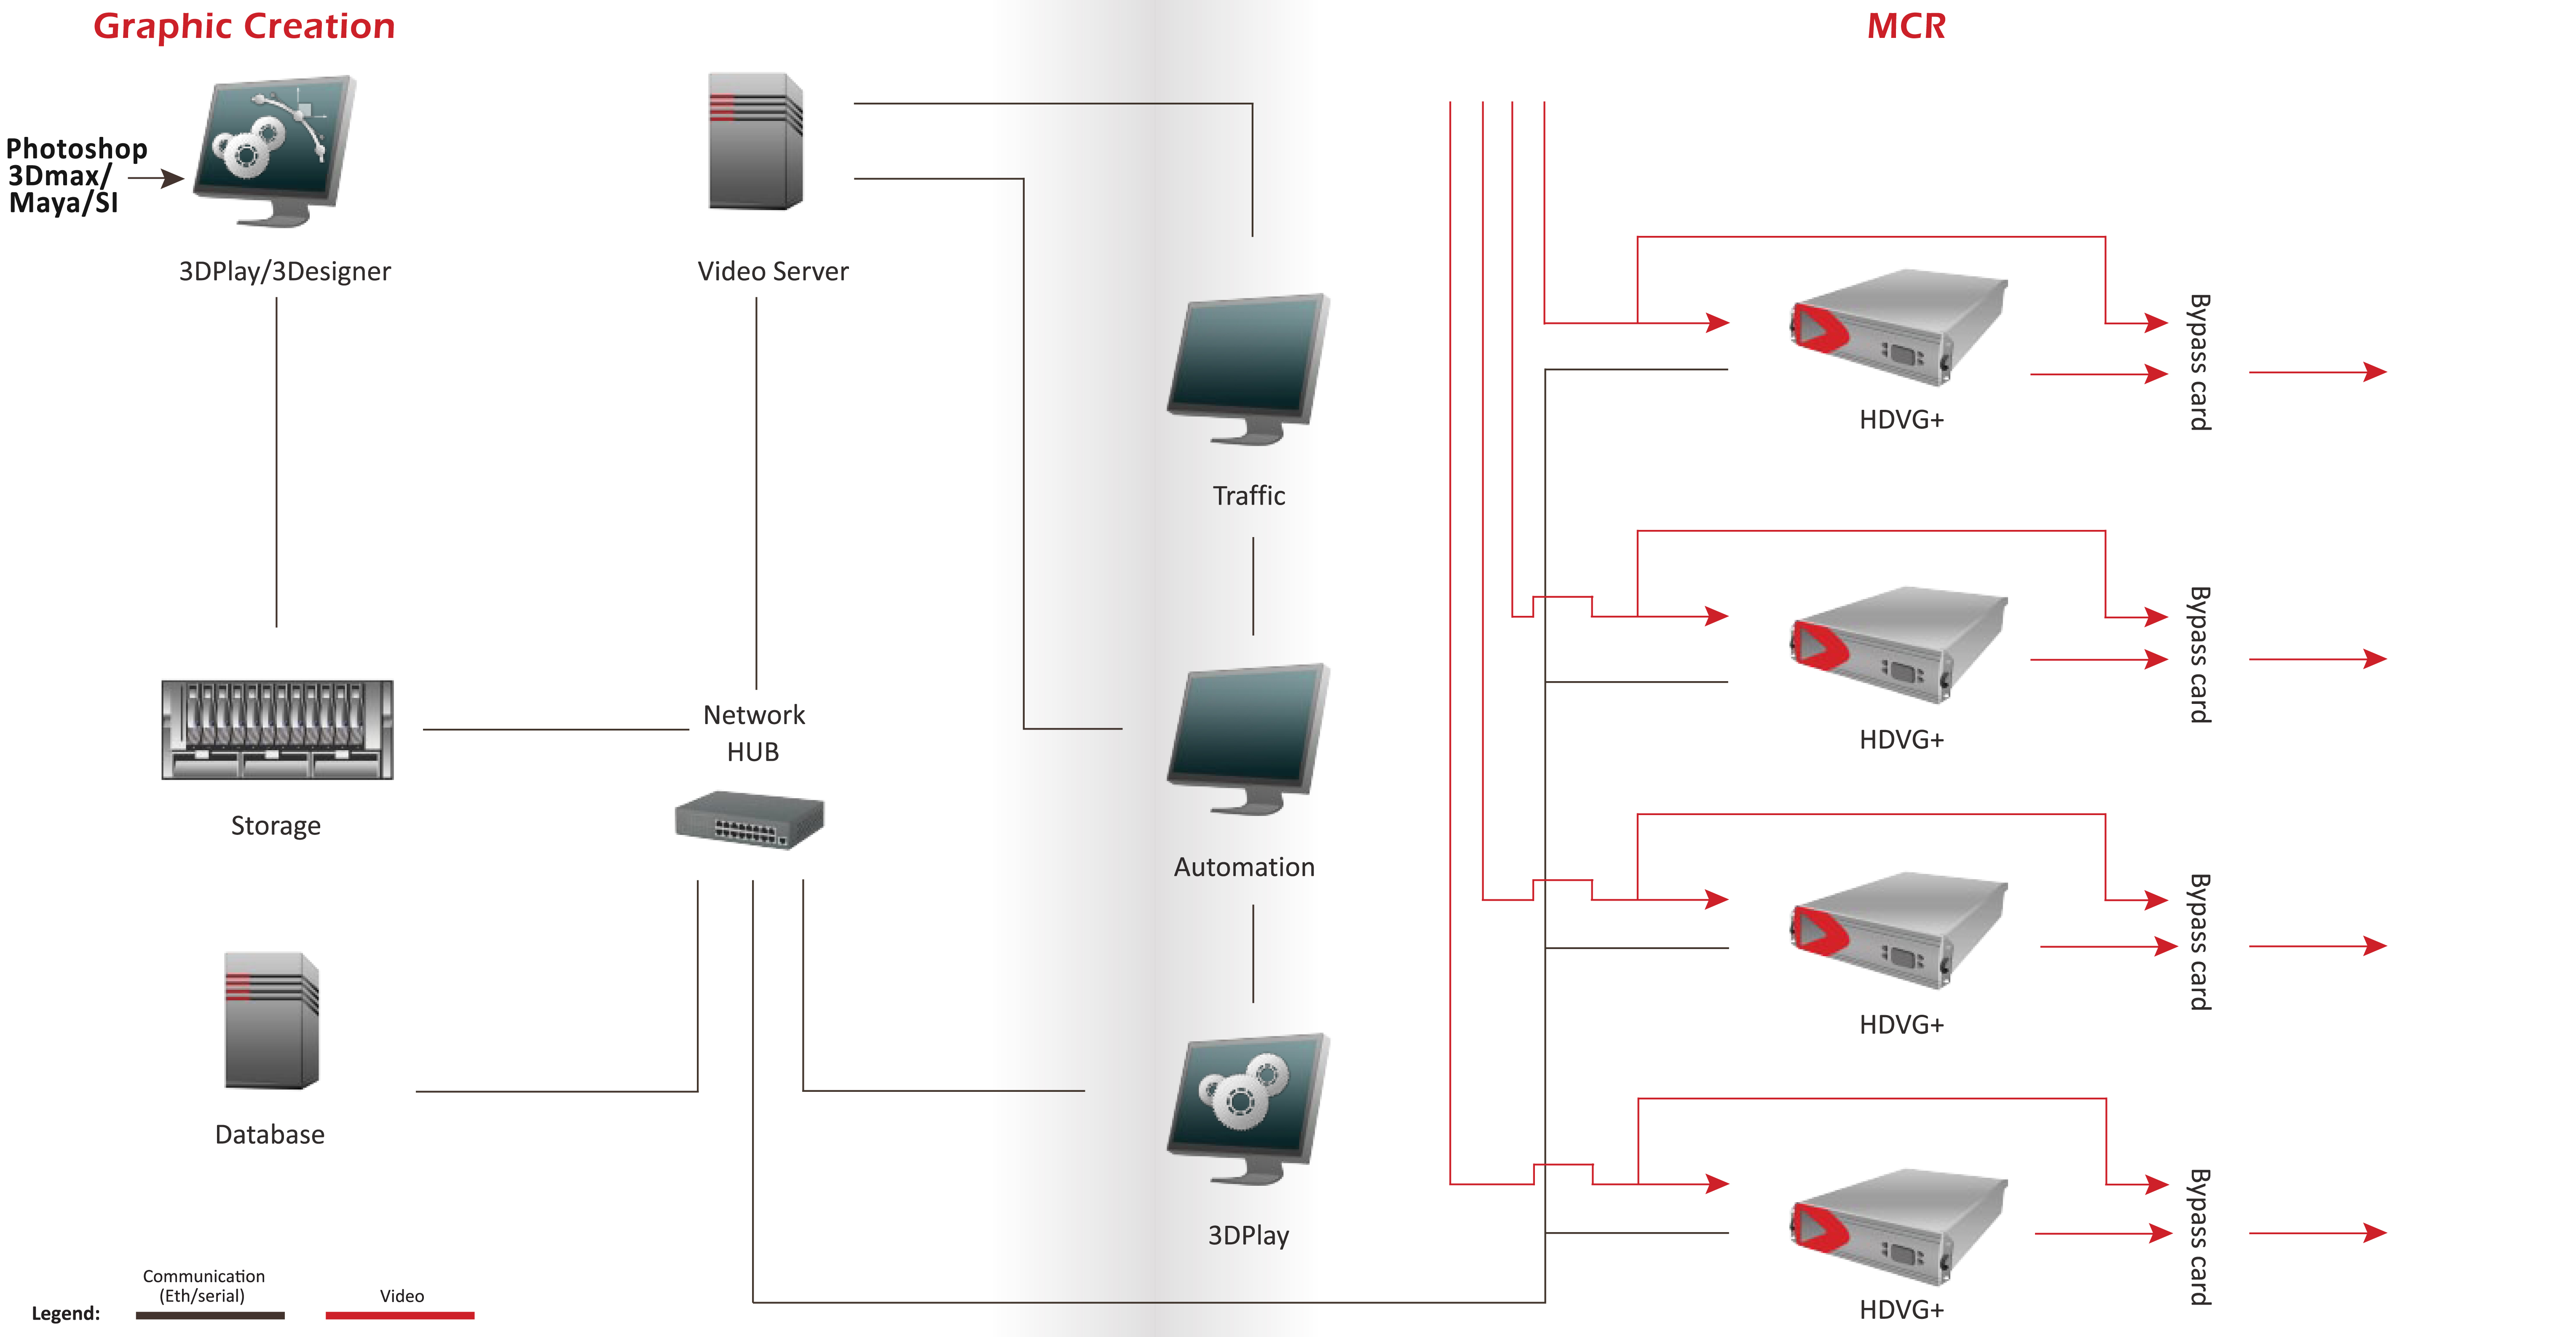 Graphic Creation
MCR
Photoshop
3Dmax/
Maya/SI
3DPlay/3Designer
Video Server
Bypass card
HDVG+
Traffic
Bypass card
Network
HUB
HDVG+
Storage
Automation
Bypass card
HDVG+
Database
3DPlay
Bypass card
HDVG+
Legend:
Communication
(Eth/serial)
Video